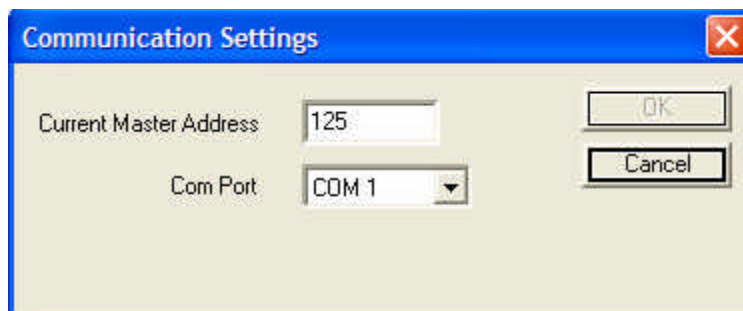 Communication Settings
Current Master Address 125
OK
Com Port COM 1
Cancel